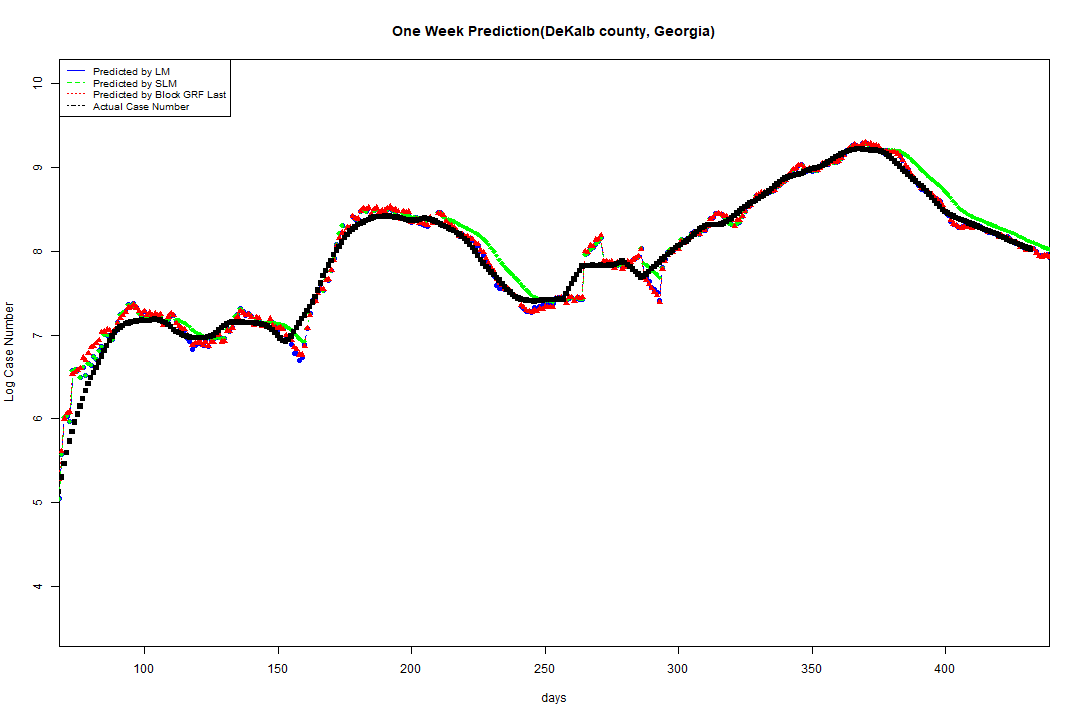 One Week Prediction(DeKalb county, Georgia)
Predicted by LM
Predicted by SLM
Predicted by Block GRF Last
Actual Case Number
10
9
8
7
6
5
4
Log Case Number
100 150 200 250 300 350 400
days